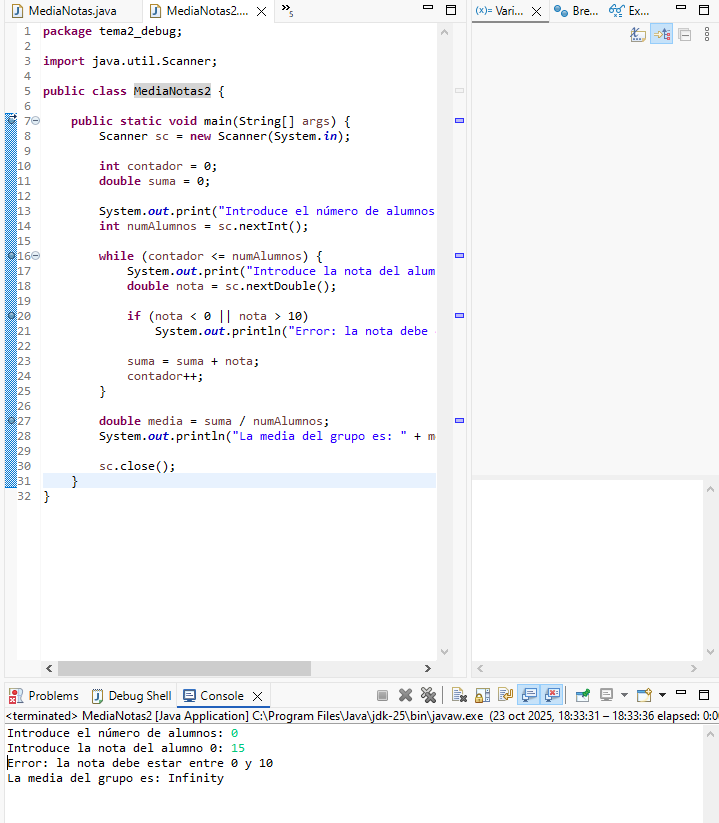 MediaNotas.java
MediaNotas2....
»5
(x)= Vari...
Bre...
Ex...
1 package tema2_debug;
2
3 import java.util.Scanner;
4
5 public class MediaNotas2 {
6
7 public static void main(String[] args) {
8 Scanner sc = new Scanner(System.in);
9
10 int contador = 0;
11 double suma = 0;
12
13 System.out.print("Introduce el número de alumnos
14 int numAlumnos = sc.nextInt();
15
16 while (contador <= numAlumnos) {
17 System.out.print("Introduce la nota del alum
18 double nota = sc.nextDouble();
19
20 if (nota < 0 || nota > 10)
21 System.out.println("Error: la nota debe
22
23 suma = suma + nota;
24 contador++;
25 }
26
27 double media = suma / numAlumnos;
28 System.out.println("La media del grupo es: " + m
29
30 sc.close();
31 }
32 }
Problems
Debug Shell
Console
<terminated> MediaNotas2 [Java Application] C:\Program Files\Java\jdk-25\bin\javaw.exe (23 oct 2025, 18:33:31 – 18:33:36 elapsed: 0:0
Introduce el número de alumnos: 0
Introduce la nota del alumno 0: 15
Error: la nota debe estar entre 0 y 10
La media del grupo es: Infinity